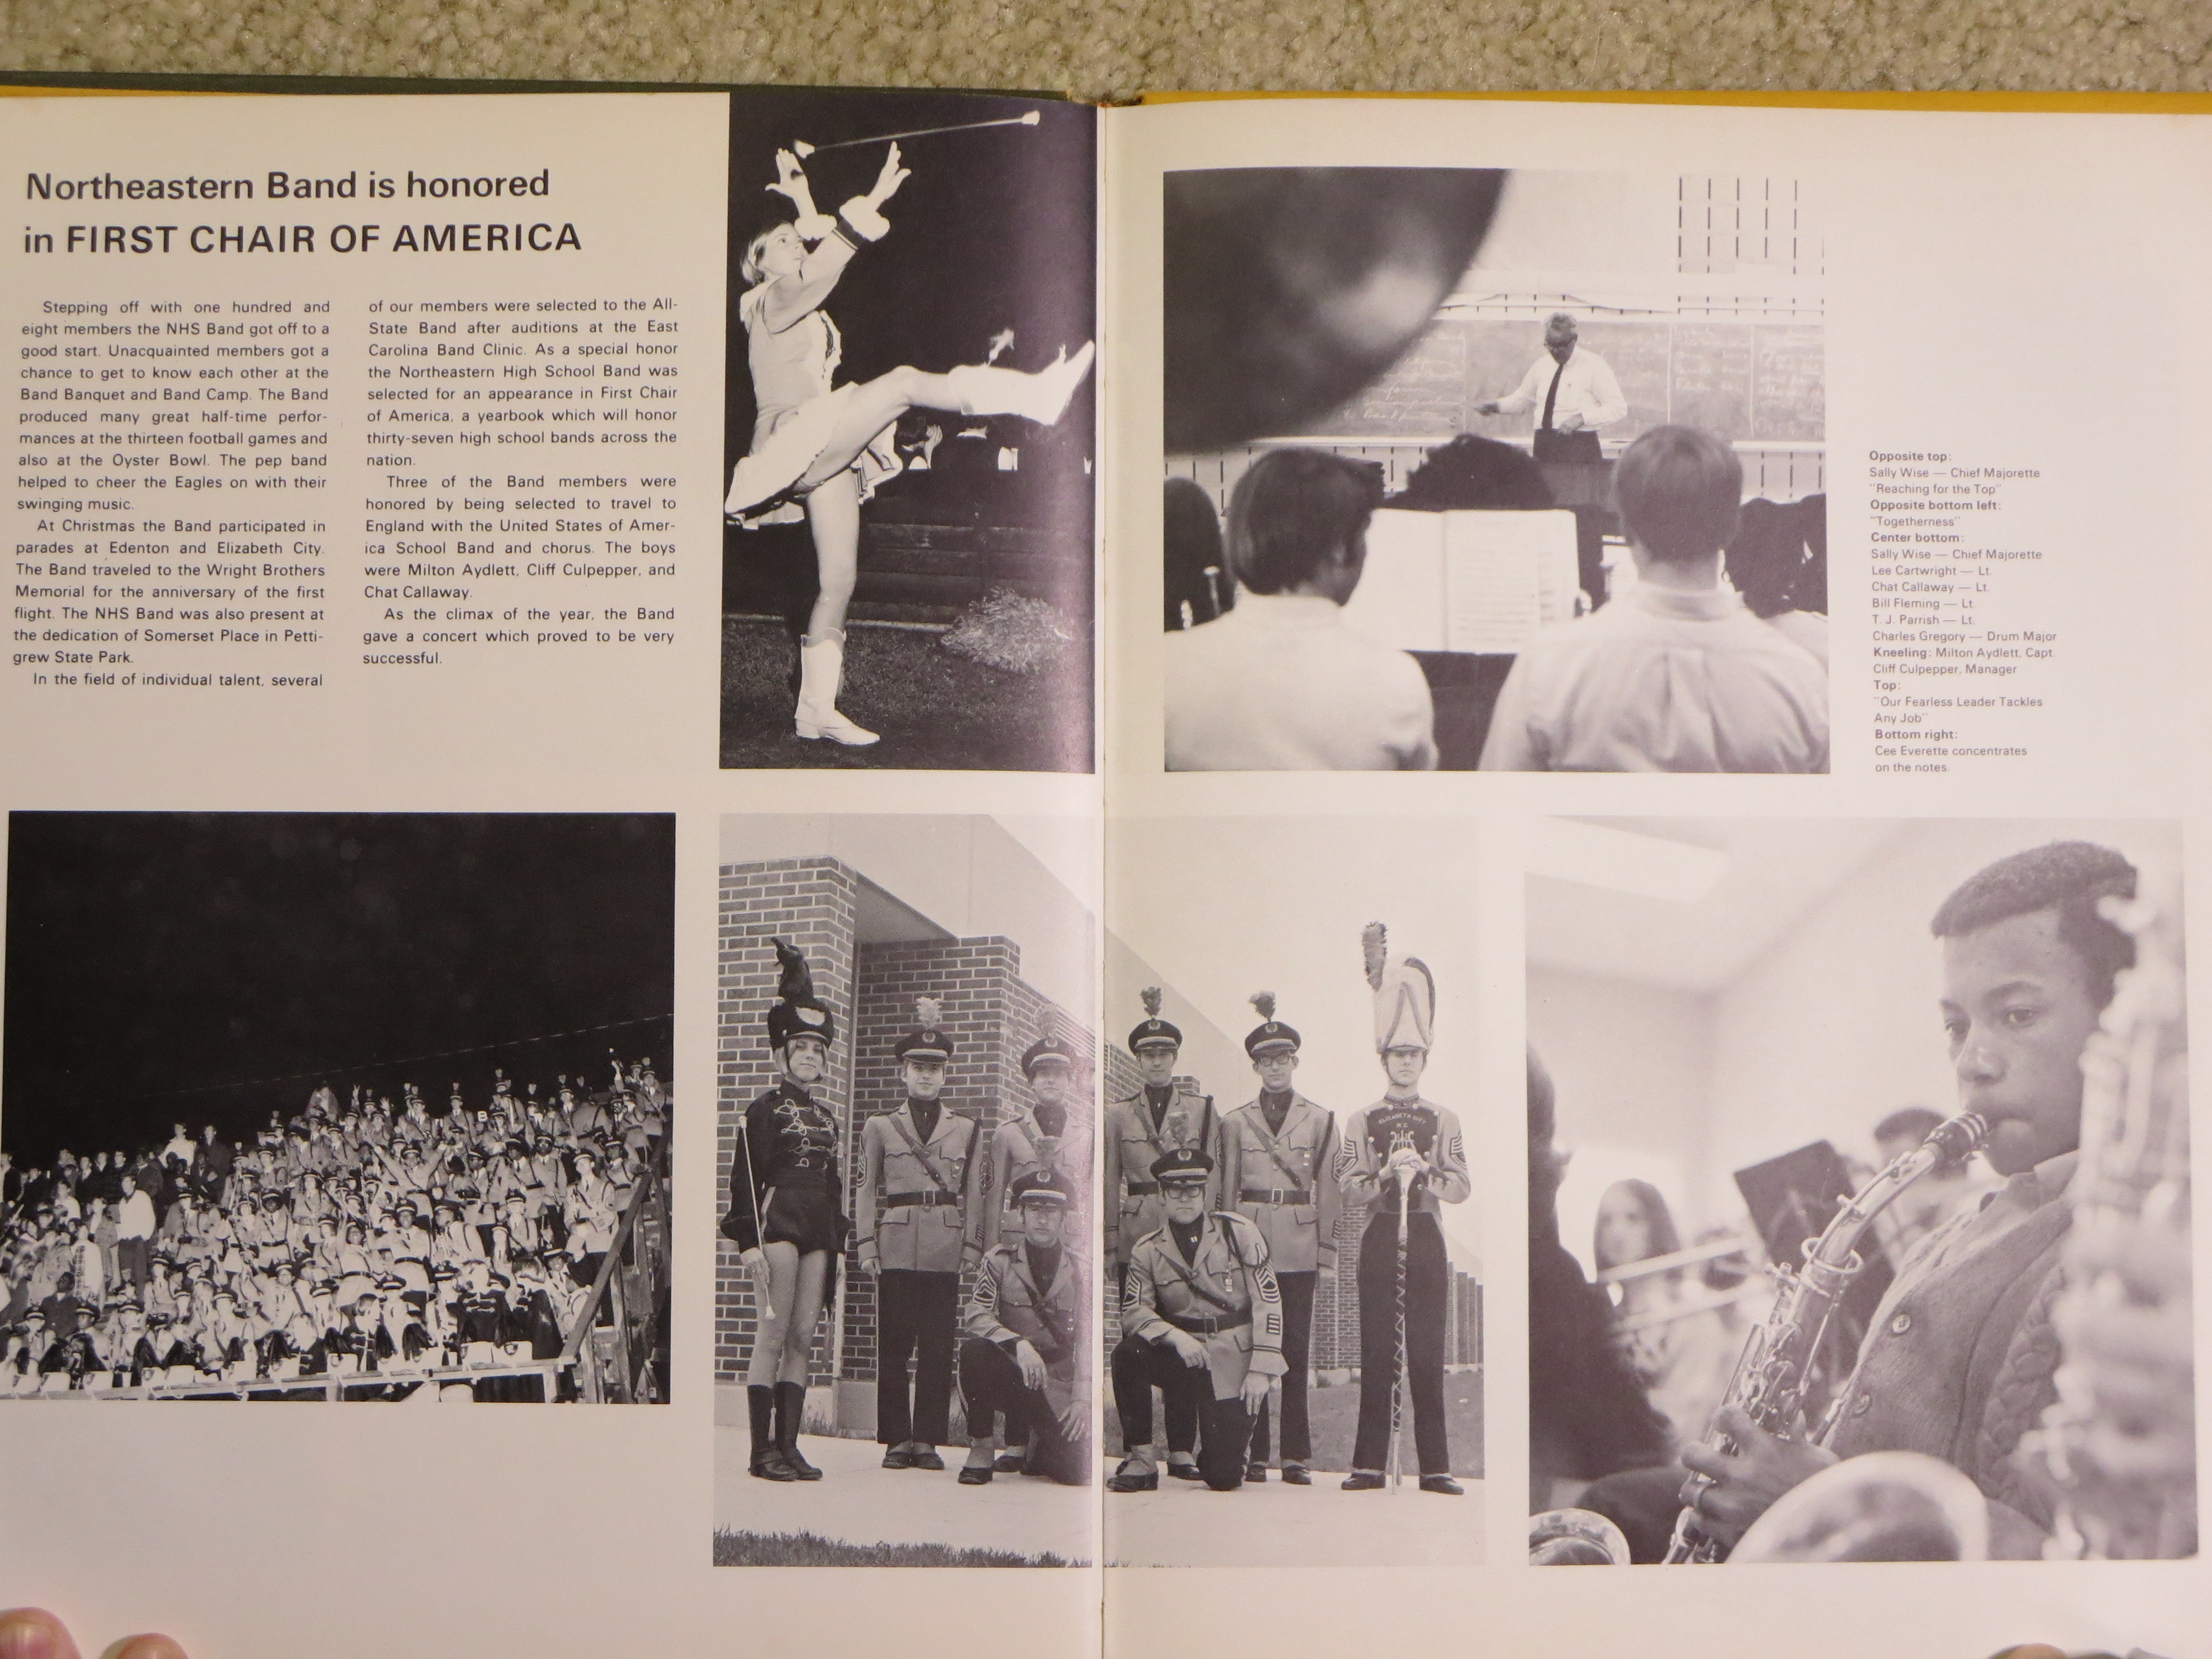 Northeastern Band is honored
in FIRST CHAIR OF AMERICA
Stepping off with one hundred and
eight members the NHS Band got off to a
good start. Unacquainted members got a
chance to get to know each other at the
Band Banquet and Band Camp. The Band
produced many great half-time perfor-
mances at the thirteen football games and
also at the Oyster Bowl. The pep band
helped to cheer the Eagles on with their
swinging music.
At Christmas the Band participated in
parades at Edenton and Elizabeth City.
The Band traveled to the Wright Brothers
Memorial for the anniversary of the first
flight. The NHS Band was also present at
the dedication of Somerset Place in Petti-
grew State Park.
In the field of individual talent, several
of our members were selected to the All-
State Band after auditions at the East
Carolina Band Clinic. As a special honor
the Northeastern High School Band was
selected for an appearance in First Chair
of America, a yearbook which will honor
thirty-seven high school bands across the
nation.
Three of the Band members were
honored by being selected to travel to
England with the United States of Amer-
ica School Band and chorus. The boys
were Milton Aydlett, Cliff Culpepper, and
Chat Callaway.
As the climax of the year, the Band
gave a concert which proved to be very
successful.
Opposite top:
Sally Wise — Chief Majorette
"Reaching for the Top"
Opposite bottom left:
"Togetherness"
Center bottom:
Sally Wise — Chief Majorette
Lee Cartwright — Lt.
Chat Callaway — Lt.
Bill Fleming — Lt
T. J. Parrish — Lt.
Charles Gregory — Drum Major
Kneeling: Milton Aydlett, Capt.
Cliff Culpepper, Manager
Top:
"Our Fearless Leader Tackles
Any Job"
Bottom right:
Cee Everette concentrates
on the notes.
ELIZABETH CITY
N.C.